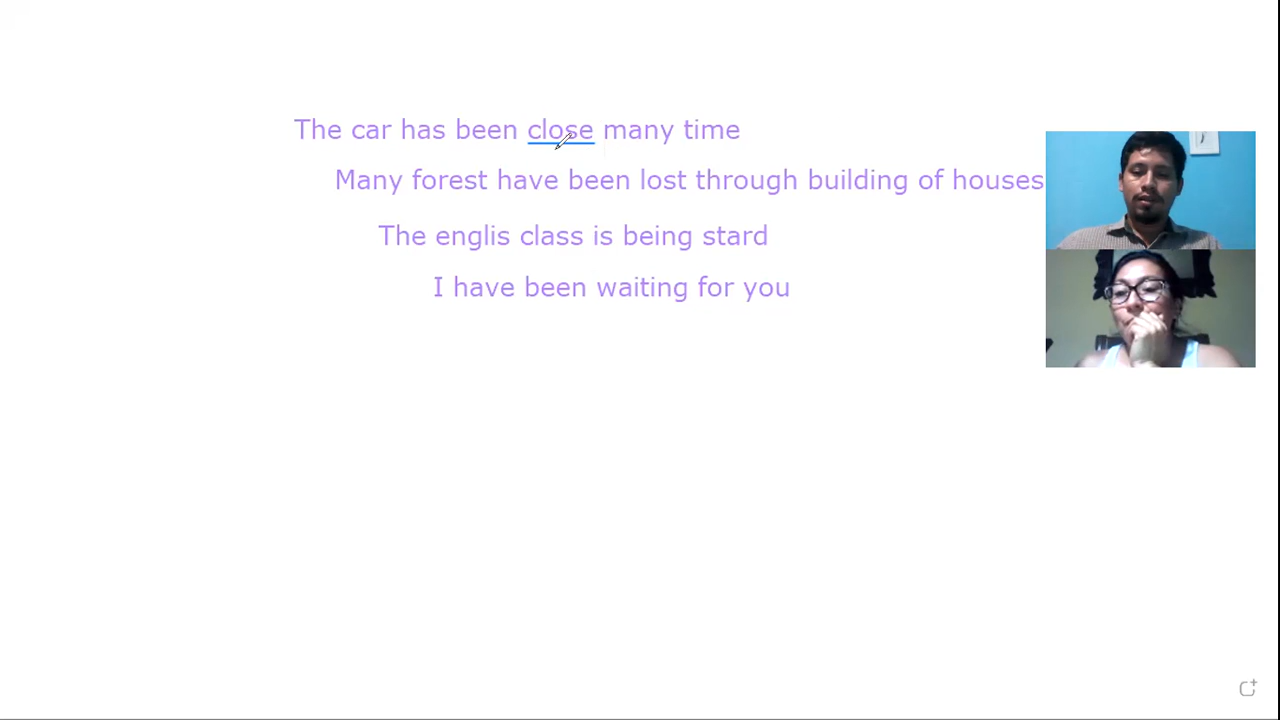 The car has been close many time
Many forest have been lost through building of houses
The englis class is being stard
I have been waiting for you